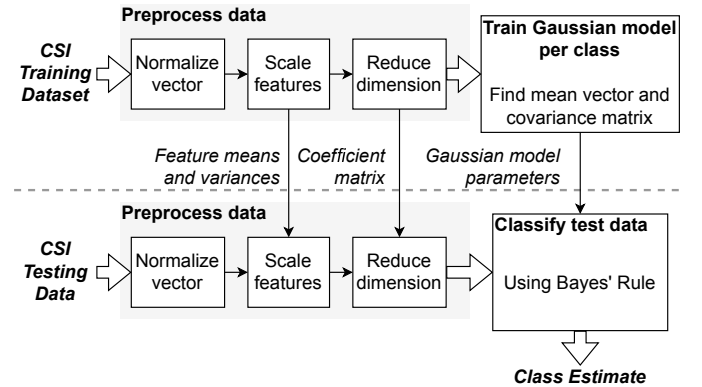 Preprocess data
CSI
Training
Dataset
Normalize
vector
Scale
features
Reduce
dimension
Train Gaussian model
per class
Find mean vector and
covariance matrix
Feature means
and variances
Coefficient
matrix
Gaussian model
parameters
Preprocess data
CSI
Testing
Data
Normalize
vector
Scale
features
Reduce
dimension
Classify test data
Using Bayes' Rule
Class Estimate